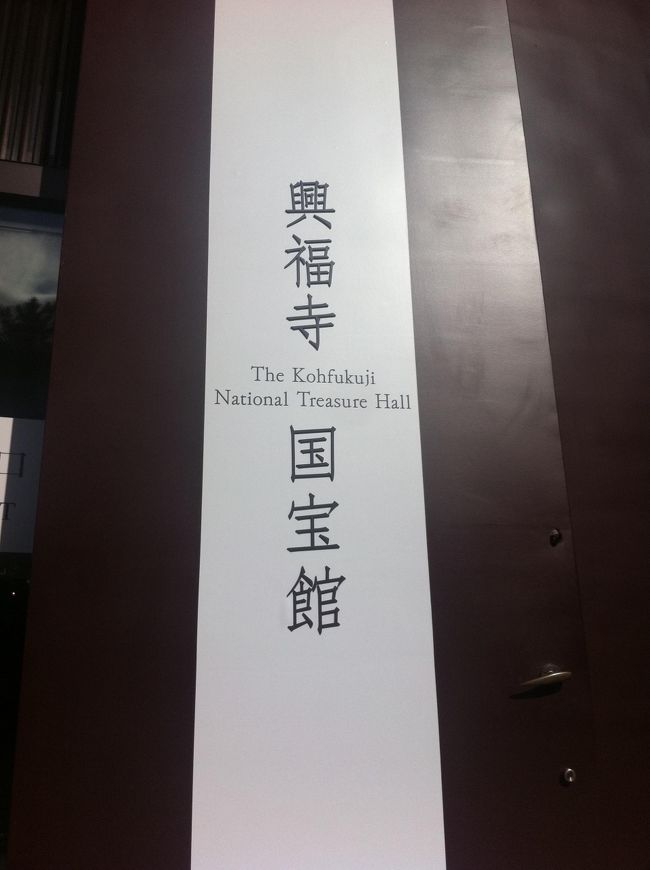 興福寺
The Kohfukuji
National Treasure Hall
国宝館